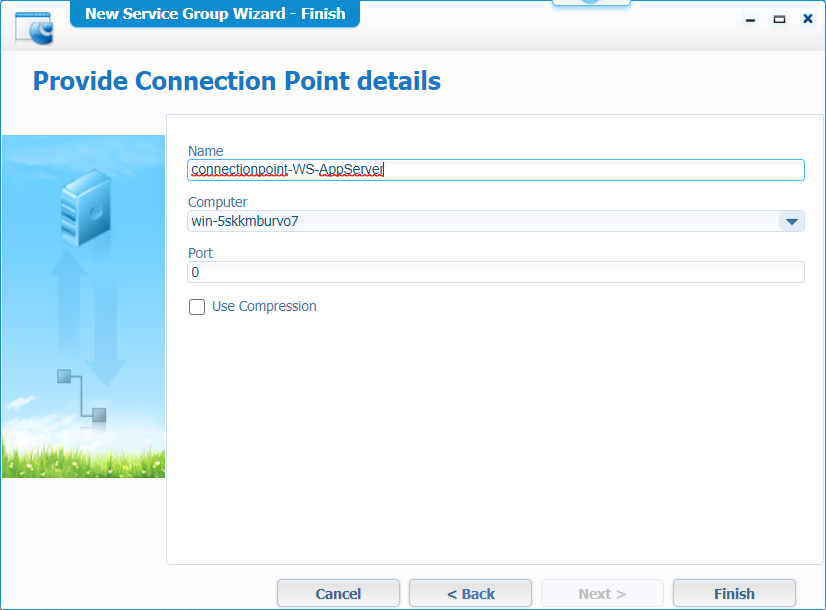 New Service Group Wizard - Finish
Provide Connection Point details
Name
connectionpoint-WS-AppServer
Computer
win-5skkmburvo7
Port
0
Use Compression
Cancel
< Back
Next >
Finish